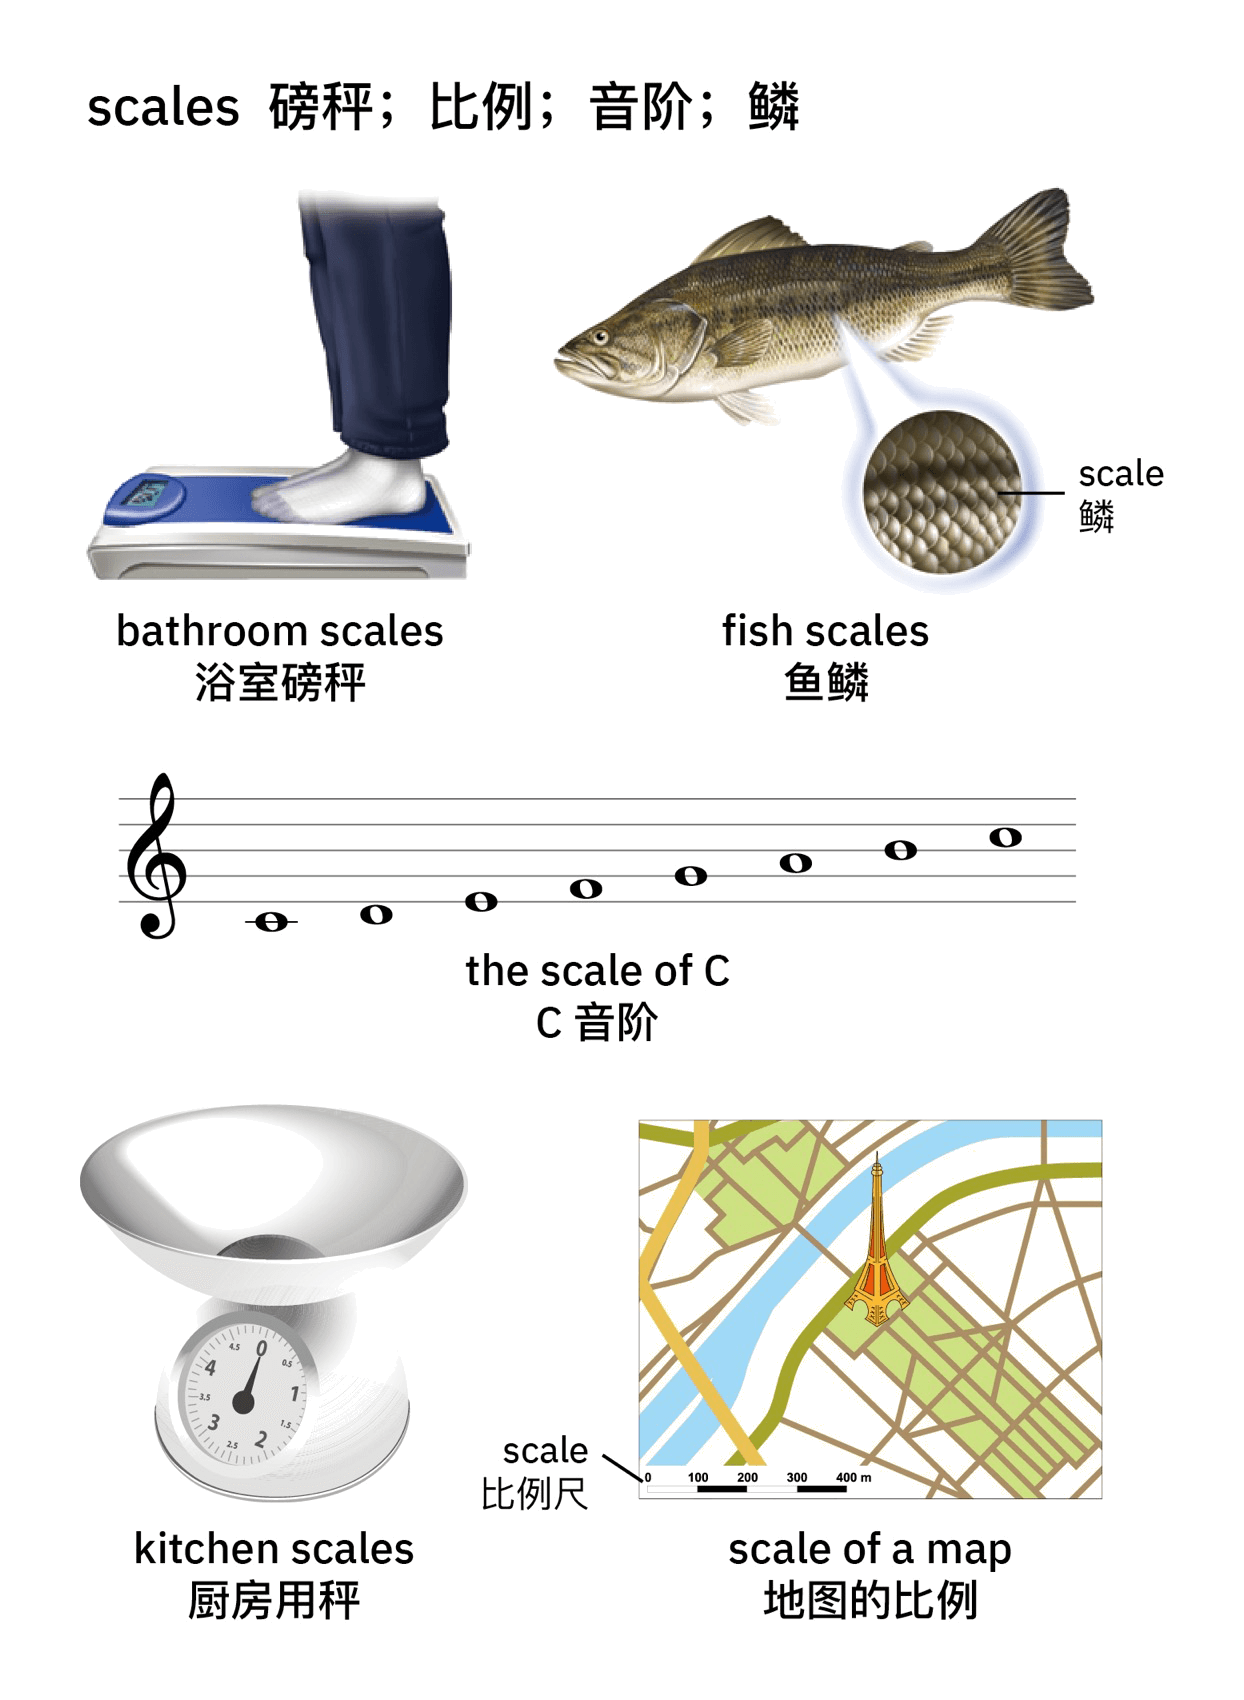 scales 磅秤；比例；音阶；鳞
scale
鳞
bathroom scales
浴室磅秤
fish scales
鱼鳞
the scale of C
C 音阶
0
0.5
1
1.5
2
2.5
3
3.5
4
4.5
scale
比例尺
0 100 200 300 400 m
kitchen scales
厨房用秤
scale of a map
地图的比例